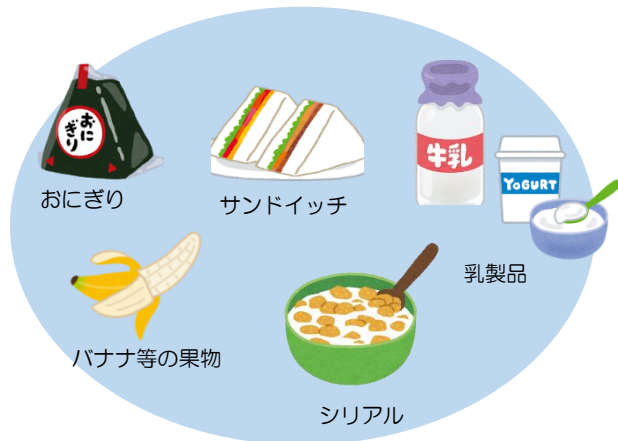 おに
ぎり
おにぎり
サンドイッチ
牛乳
YOGURT
乳製品
バナナ等の果物
シリアル